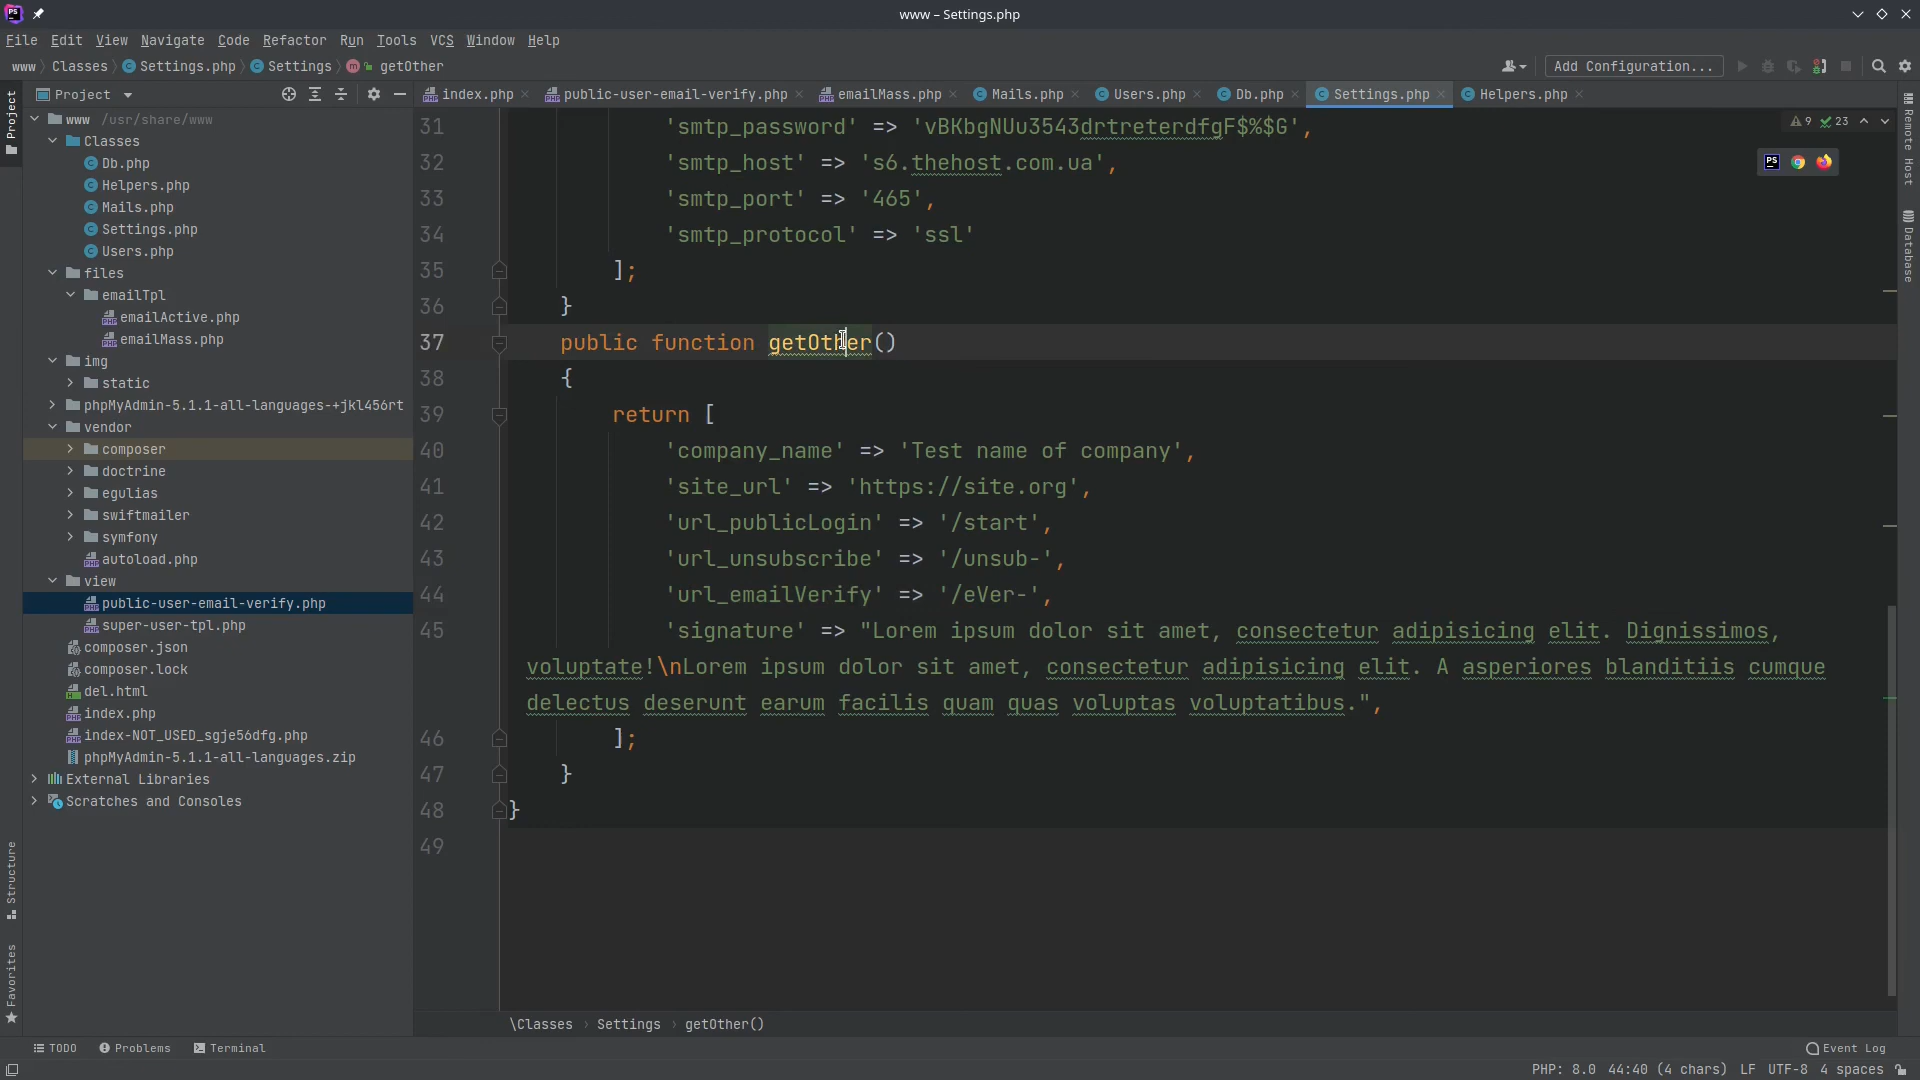 www – Settings.php
File Edit View Navigate Code Refactor Run Tools VCS Window Help
www Classes Settings.php Settings m getOther
Add Configuration...
Project
index.php public-user-email-verify.php emailMass.php Mails.php Users.php Db.php Settings.php Helpers.php
www /usr/share/www
Classes
Db.php
Helpers.php
Mails.php
Settings.php
Users.php
files
emailTpl
emailActive.php
emailMass.php
img
static
phpMyAdmin-5.1.1-all-languages-+jkl456rt
vendor
composer
doctrine
egulias
swiftmailer
symfony
autoload.php
view
public-user-email-verify.php
super-user-tpl.php
composer.json
composer.lock
del.html
index.php
index-NOT_USED_sgje56dfg.php
phpMyAdmin-5.1.1-all-languages.zip
External Libraries
Scratches and Consoles
Project
Structure
Favorites
31 'smtp_password' => 'vBKbgNUu3543drtreterdfgF$%$G',
32 'smtp_host' => 's6.thehost.com.ua',
33 'smtp_port' => '465',
34 'smtp_protocol' => 'ssl'
35 ];
36 }
37 public function getOther()
38 {
39 return [
40 'company_name' => 'Test name of company',
41 'site_url' => 'https://site.org',
42 'url_publicLogin' => '/start',
43 'url_unsubscribe' => '/unsub-',
44 'url_emailVerify' => '/eVer-',
45 'signature' => "Lorem ipsum dolor sit amet, consectetur adipisicing elit. Dignissimos,
voluptate!\nLorem ipsum dolor sit amet, consectetur adipisicing elit. A asperiores blanditiis cumque
delectus deserunt earum facilis quam quas voluptas voluptatibus.",
46 ];
47 }
48 }
49
9 23
PS
Remote Host
Database
\Classes Settings getOther()
TODO Problems Terminal Event Log
PHP: 8.0 44:40 (4 chars) LF UTF-8 4 spaces